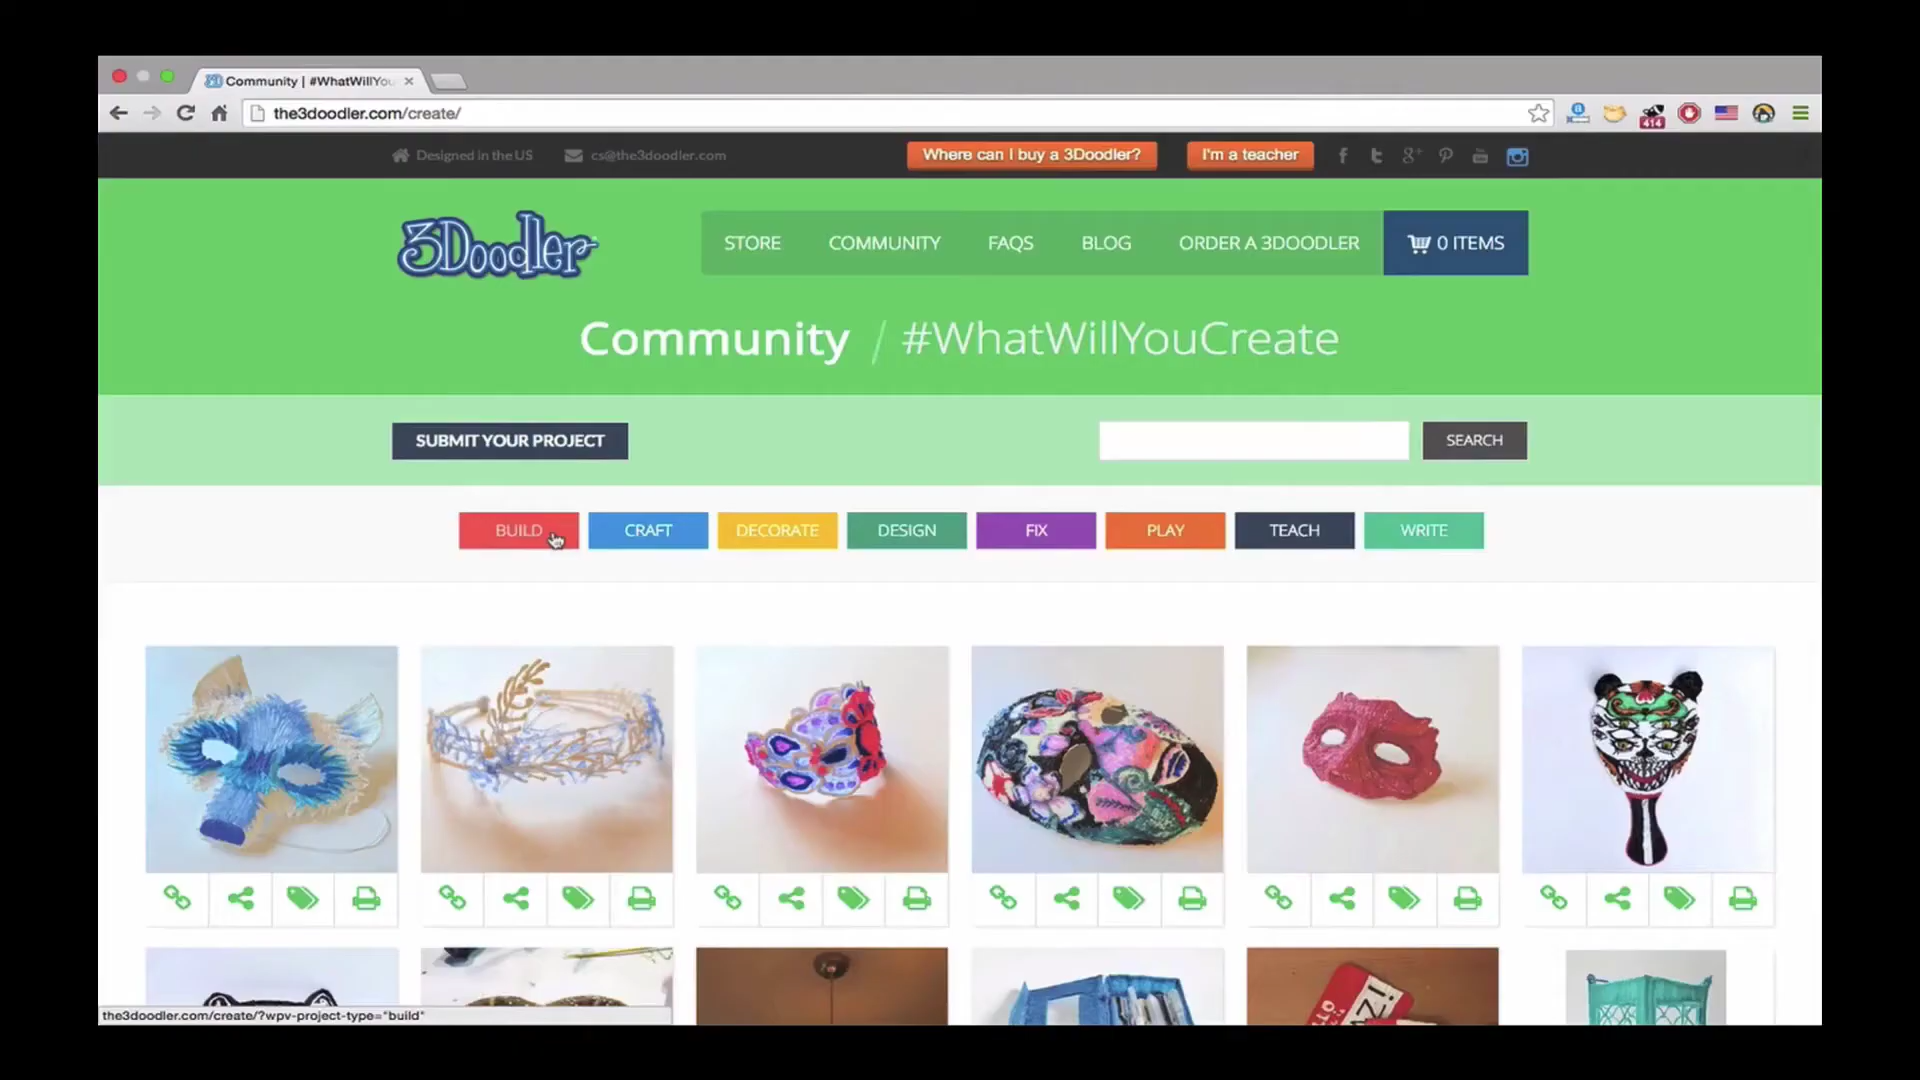 Community | #WhatWillYou
the3doodler.com/create/
414
Designed in the US
cs@the3doodler.com
Where can I buy a 3Doodler?
I'm a teacher
3Doodler
STORE
COMMUNITY
FAQS
BLOG
ORDER A 3DOODLER
0 ITEMS
Community / #WhatWillYouCreate
SUBMIT YOUR PROJECT
SEARCH
BUILD
CRAFT
DECORATE
DESIGN
FIX
PLAY
TEACH
WRITE
the3doodler.com/create/?wpv-project-type="build"